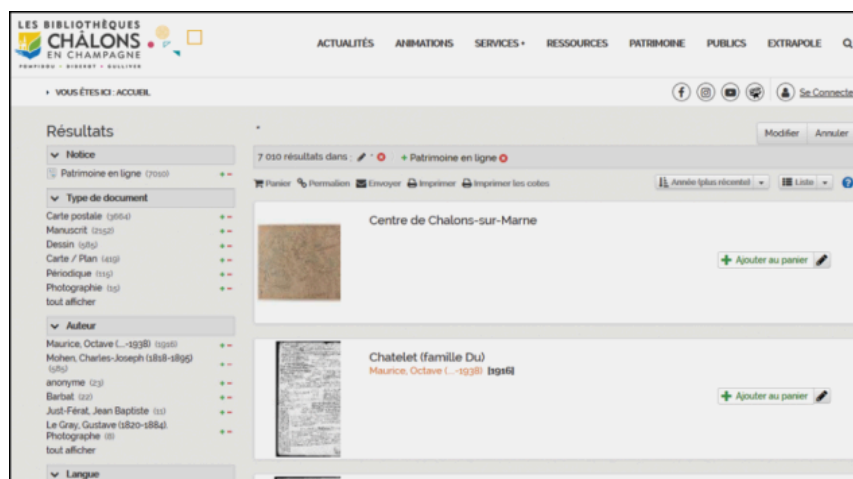 LES BIBLIOTHÈQUES
CHÂLONS
EN CHAMPAGNE
POMPIDOU • DIDEROT • GULLIVER
ACTUALITÉS ANIMATIONS SERVICES RESSOURCES PATRIMOINE PUBLICS EXTRAPOLE
VOUS ÊTES ICI : ACCUEIL
Se Connecte
Résultats
Notice
Patrimoine en ligne (7010)
Type de document
Carte postale (3664)
Manuscrit (2152)
Dessin (585)
Carte / Plan (419)
Périodique (115)
Photographie (15)
tout afficher
Auteur
Maurice, Octave (...-1938) (1916)
Mohen, Charles-Joseph (1818-1895)
(585)
anonyme (23)
Barbat (22)
Just-Férat, Jean Baptiste (11)
Le Gray, Gustave (1820-1884).
Photographe (8)
tout afficher
Langue
*
Modifier Annuler
7 010 résultats dans : * + Patrimoine en ligne
Panier Permalien Envoyer Imprimer Imprimer les cotes
Année (plus récente) Liste ?
Centre de Chalons-sur-Marne
Ajouter au panier
Chatelet (famille Du)
Maurice, Octave (...-1938) [1916]
Ajouter au panier